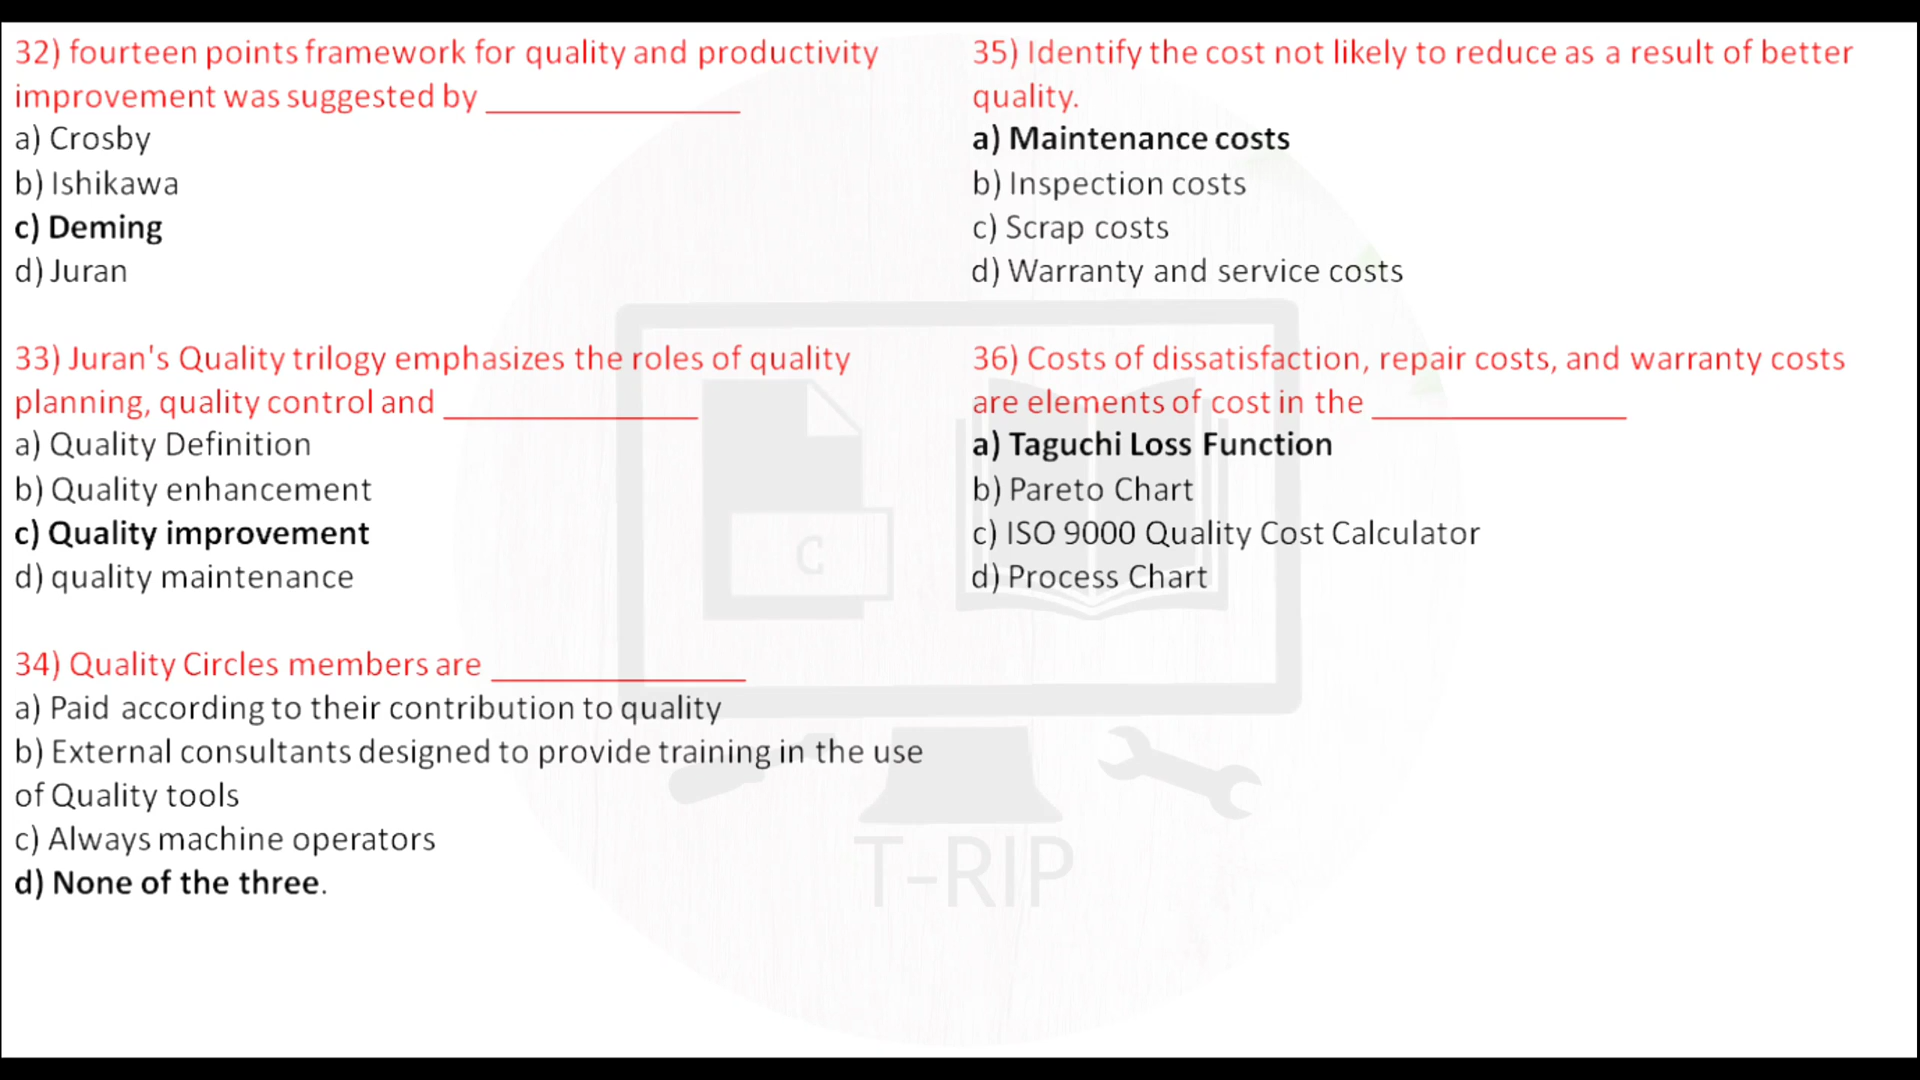 32) fourteen points framework for quality and productivity
improvement was suggested by _______________
a) Crosby
b) Ishikawa
c) Deming
d) Juran
33) Juran's Quality trilogy emphasizes the roles of quality
planning, quality control and _______________
a) Quality Definition
b) Quality enhancement
c) Quality improvement
d) quality maintenance
34) Quality Circles members are _______________
a) Paid according to their contribution to quality
b) External consultants designed to provide training in the use
of Quality tools
c) Always machine operators
d) None of the three.
35) Identify the cost not likely to reduce as a result of better
quality.
a) Maintenance costs
b) Inspection costs
c) Scrap costs
d) Warranty and service costs
36) Costs of dissatisfaction, repair costs, and warranty costs
are elements of cost in the _______________
a) Taguchi Loss Function
b) Pareto Chart
c) ISO 9000 Quality Cost Calculator
d) Process Chart
C
T-RIP